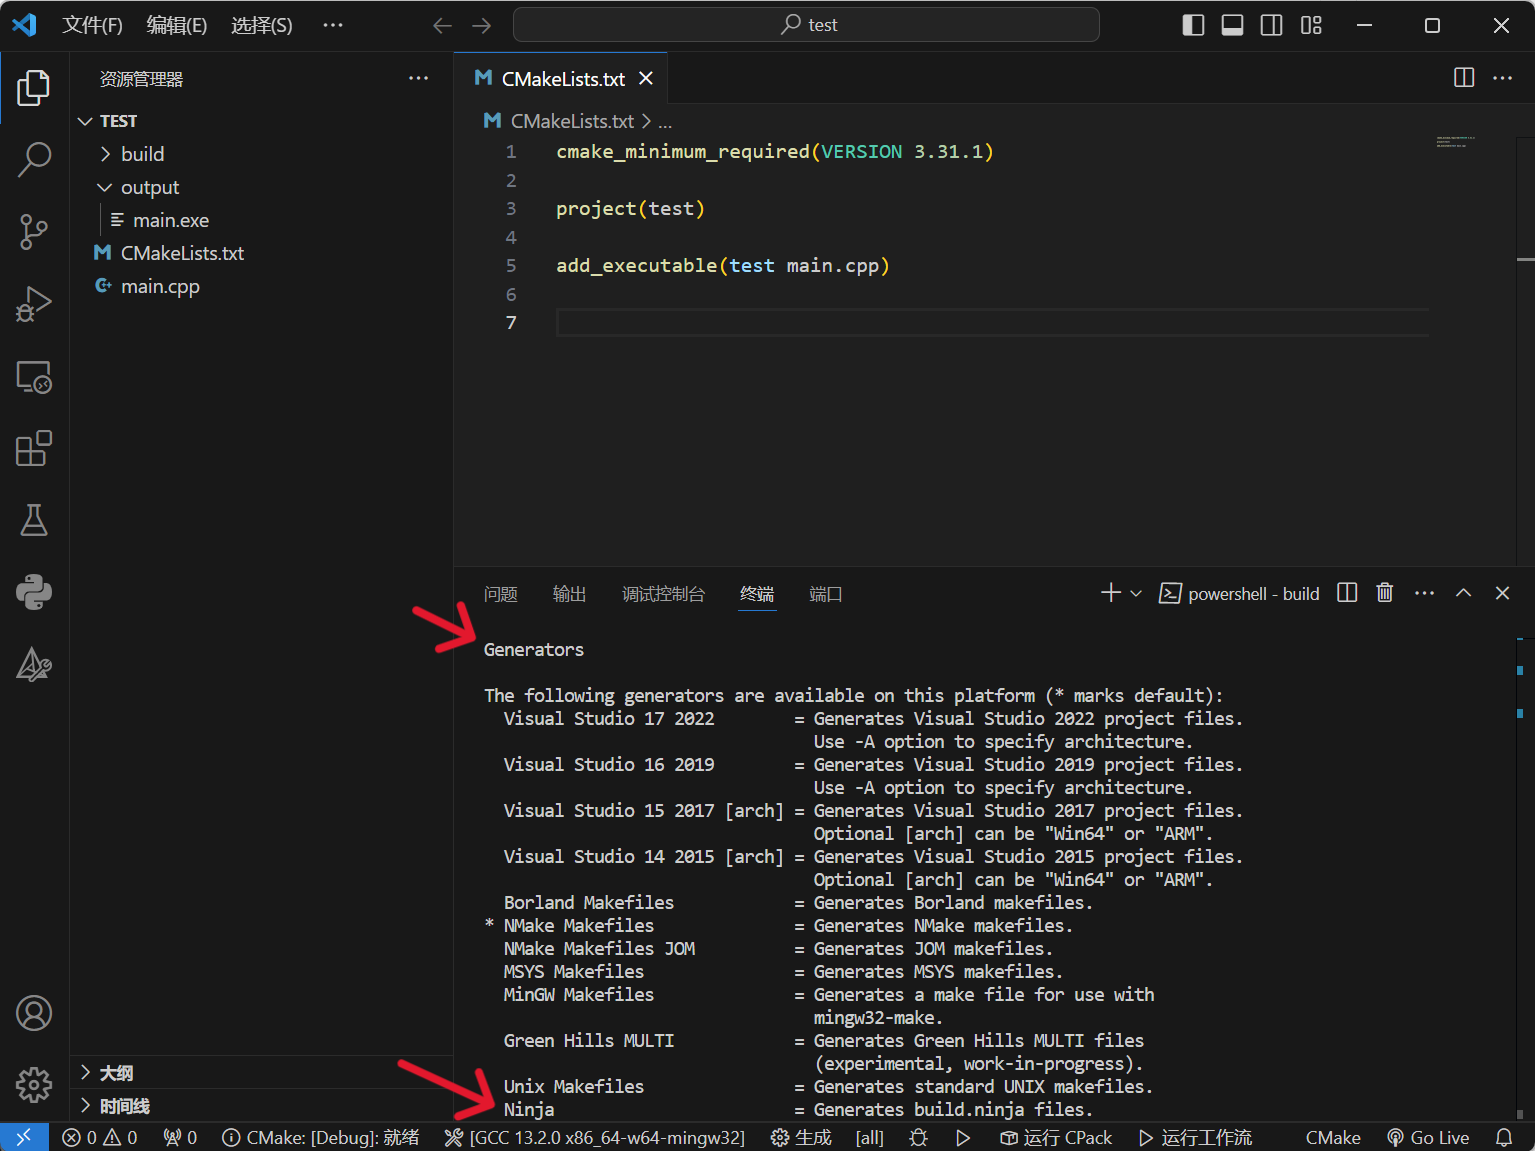 文件(F) 编辑(E) 选择(S) ··· test
资源管理器 ···
TEST
build
output
main.exe
CMakeLists.txt
main.cpp
大纲
时间线
CMakeLists.txt
CMakeLists.txt > ...
1 cmake_minimum_required(VERSION 3.31.1)
2
3 project(test)
4
5 add_executable(test main.cpp)
6
7
问题 输出 调试控制台 终端 端口 powershell - build
Generators
The following generators are available on this platform (* marks default):
Visual Studio 17 2022 = Generates Visual Studio 2022 project files.
Use -A option to specify architecture.
Visual Studio 16 2019 = Generates Visual Studio 2019 project files.
Use -A option to specify architecture.
Visual Studio 15 2017 [arch] = Generates Visual Studio 2017 project files.
Optional [arch] can be "Win64" or "ARM".
Visual Studio 14 2015 [arch] = Generates Visual Studio 2015 project files.
Optional [arch] can be "Win64" or "ARM".
Borland Makefiles = Generates Borland makefiles.
* NMake Makefiles = Generates NMake makefiles.
NMake Makefiles JOM = Generates JOM makefiles.
MSYS Makefiles = Generates MSYS makefiles.
MinGW Makefiles = Generates a make file for use with
mingw32-make.
Green Hills MULTI = Generates Green Hills MULTI files
(experimental, work-in-progress).
Unix Makefiles = Generates standard UNIX makefiles.
Ninja = Generates build.ninja files.
0 0 0 CMake: [Debug]: 就绪 [GCC 13.2.0 x86_64-w64-mingw32] 生成 [all] 运行 CPack 运行工作流 CMake Go Live